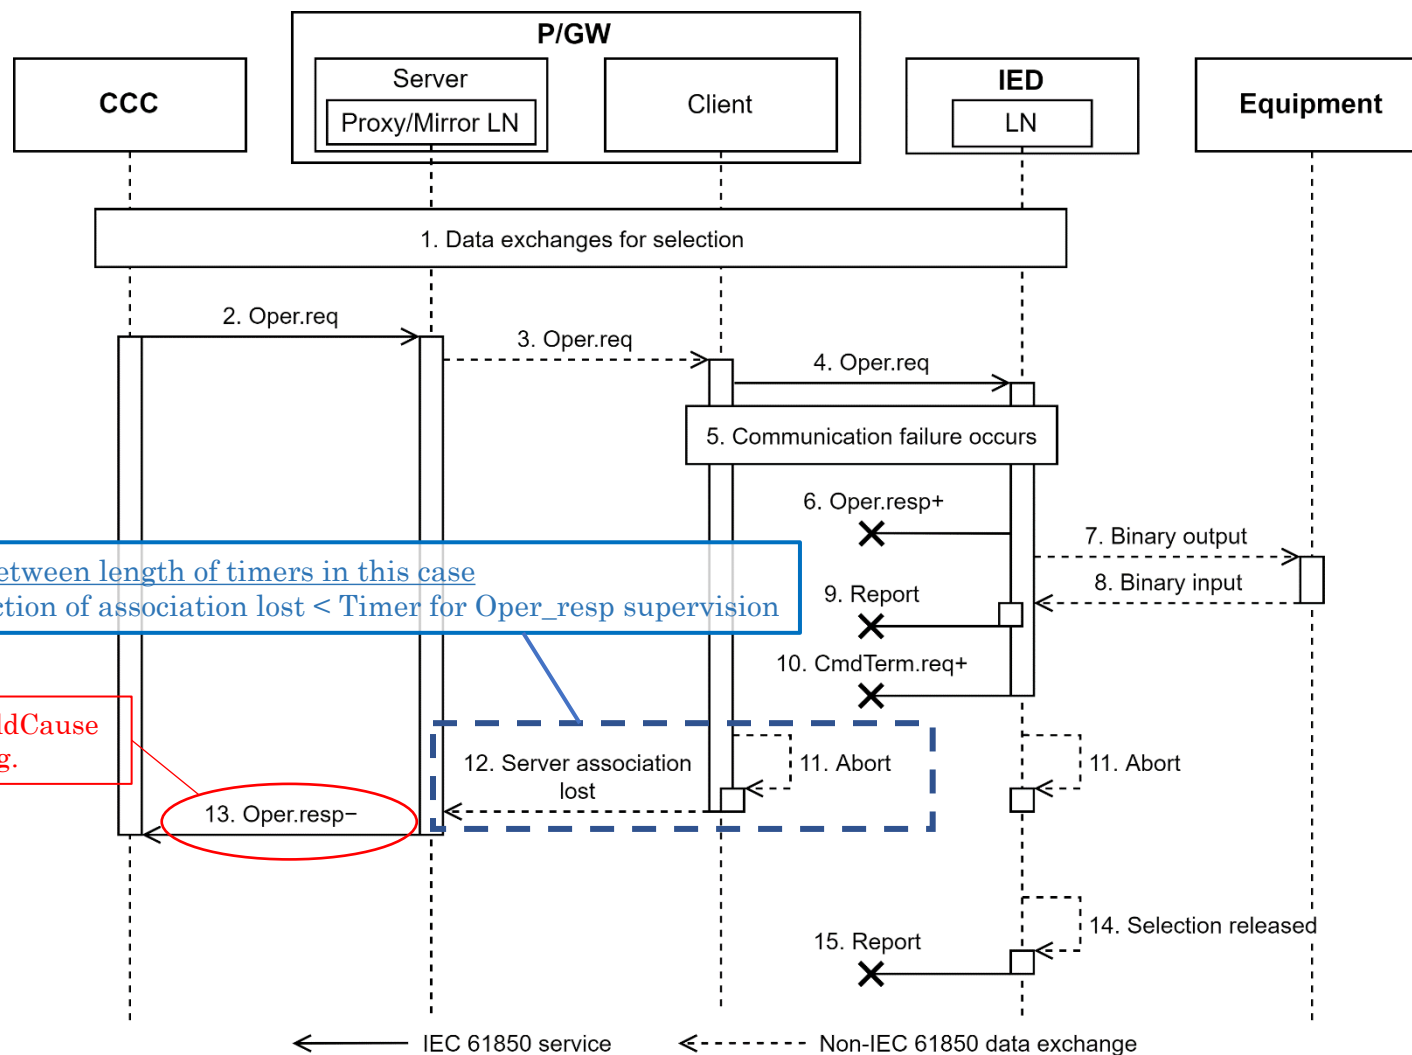 P/GW
CCC
Server
Proxy/Mirror LN
Client
IED
LN
Equipment
1. Data exchanges for selection
2. Oper.req
3. Oper.req
4. Oper.req
5. Communication failure occurs
6. Oper.resp+
7. Binary output
8. Binary input
etween length of timers in this case
ction of association lost < Timer for Oper_resp supervision
9. Report
10. CmdTerm.req+
ldCause
g.
12. Server association
lost
11. Abort
11. Abort
13. Oper.resp−
14. Selection released
15. Report
IEC 61850 service
Non-IEC 61850 data exchange